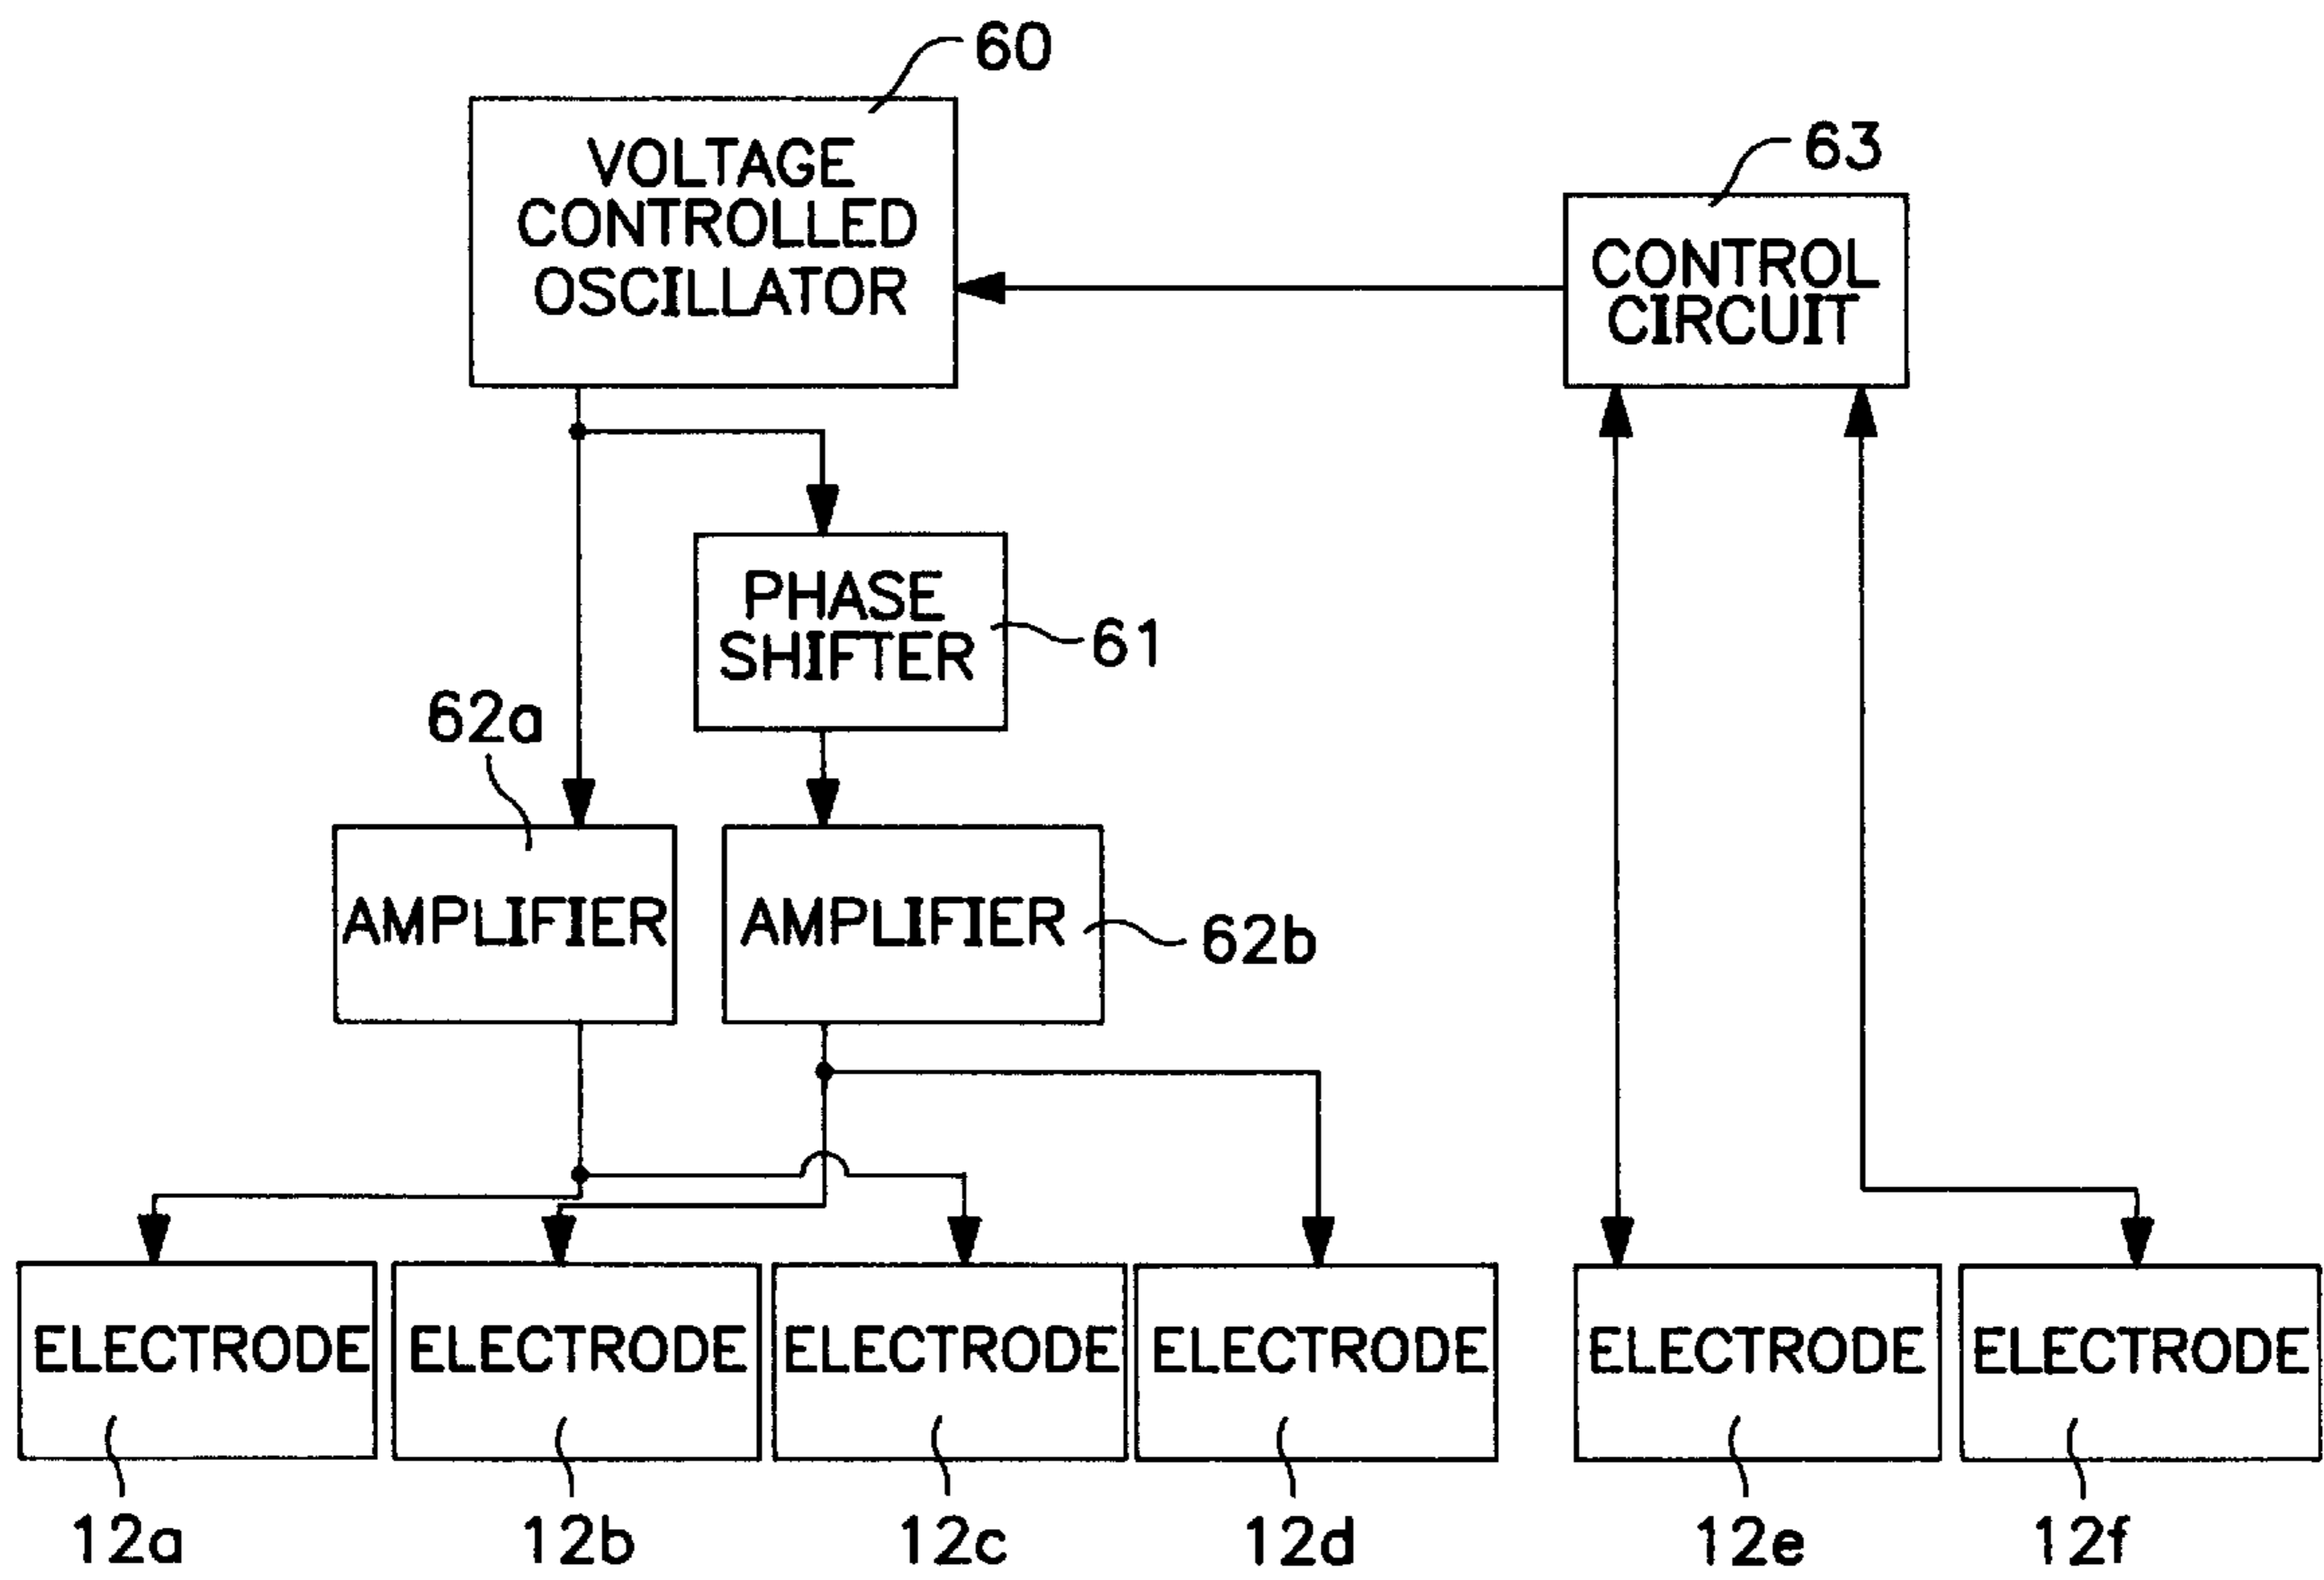 60
VOLTAGE
CONTROLLED
OSCILLATOR
63
CONTROL
CIRCUIT
PHASE
SHIFTER
61
62a
AMPLIFIER
AMPLIFIER
62b
ELECTRODE
ELECTRODE
ELECTRODE
ELECTRODE
ELECTRODE
ELECTRODE
12a
12b
12c
12d
12e
12f